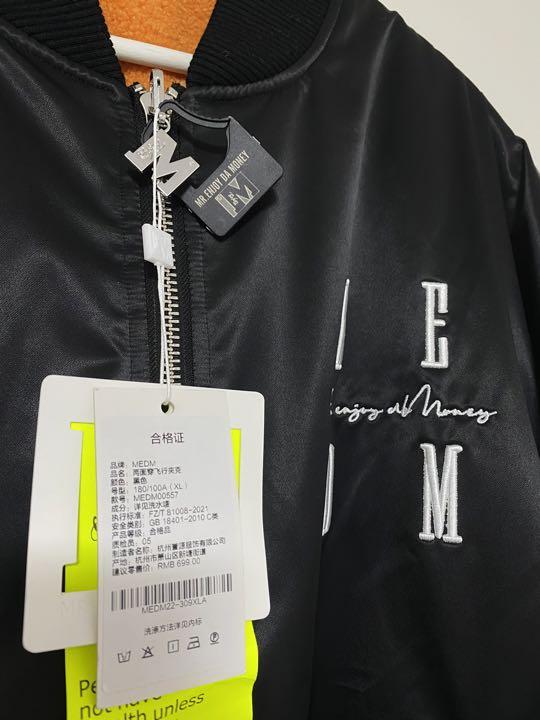 MR. ENJOY DA MONEY
M
E
enjoy da Money
M
合格证
品牌: MEDM
品名: 两面穿飞行夹克
颜色: 黑色
号型: 180/100A (XL)
款号: MEDM00557
成分: 详见洗水唛
执行标准: FZ/T 81008-2021
安全类别: GB 18401-2010 C类
产品等级: 合格品
质检员: 05
制造者名称: 杭州薑源服饰有限公司
产地: 杭州市萧山区新塘街道
建议零售价: RMB 699.00
MEDM22-309XLA
洗涤方法详见内标
not have
unless